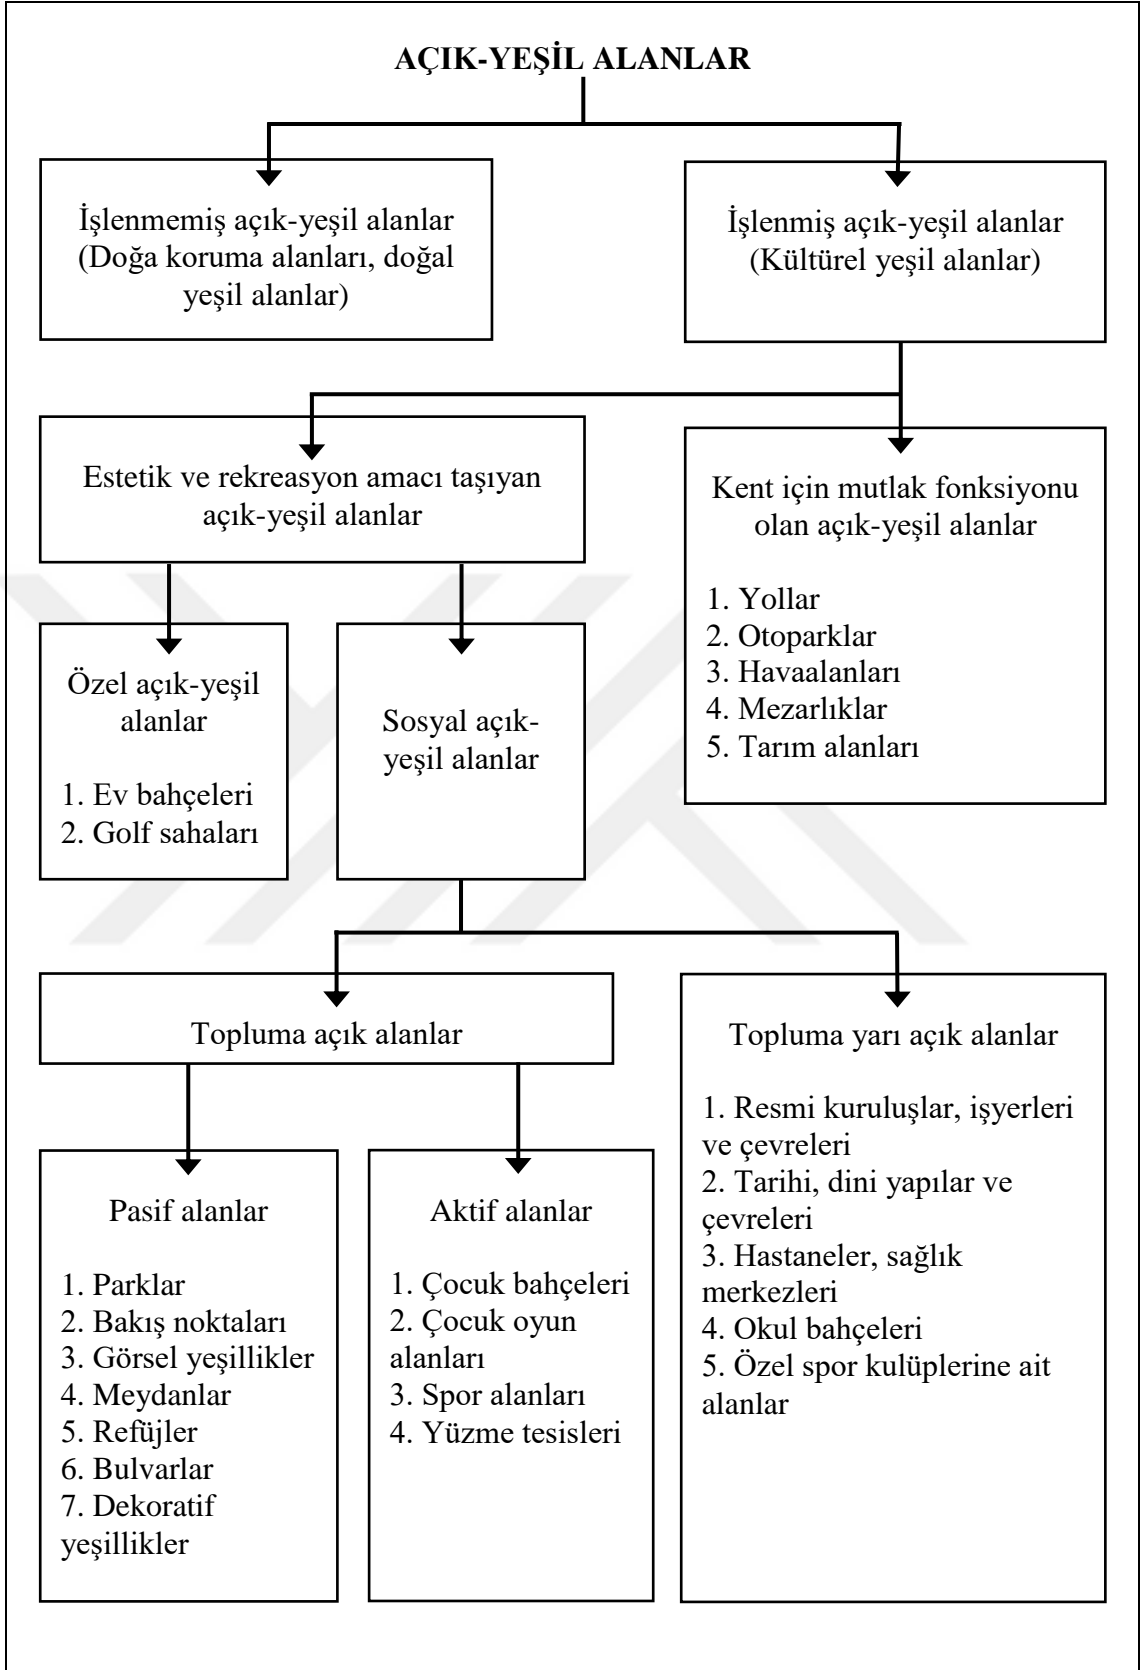 AÇIK-YEŞİL ALANLAR
İşlenmemiş açık-yeşil alanlar
(Doğa koruma alanları, doğal
yeşil alanlar)
İşlenmiş açık-yeşil alanlar
(Kültürel yeşil alanlar)
Estetik ve rekreasyon amacı taşıyan
açık-yeşil alanlar
Kent için mutlak fonksiyonu
olan açık-yeşil alanlar
1. Yollar
2. Otoparklar
3. Havaalanları
4. Mezarlıklar
5. Tarım alanları
Özel açık-yeşil
alanlar
1. Ev bahçeleri
2. Golf sahaları
Sosyal açık-
yeşil alanlar
Topluma açık alanlar
Topluma yarı açık alanlar
1. Resmi kuruluşlar, işyerleri
ve çevreleri
2. Tarihi, dini yapılar ve
çevreleri
3. Hastaneler, sağlık
merkezleri
4. Okul bahçeleri
5. Özel spor kulüplerine ait
alanlar
Pasif alanlar
1. Parklar
2. Bakış noktaları
3. Görsel yeşillikler
4. Meydanlar
5. Refüjler
6. Bulvarlar
7. Dekoratif
yeşillikler
Aktif alanlar
1. Çocuk bahçeleri
2. Çocuk oyun
alanları
3. Spor alanları
4. Yüzme tesisleri